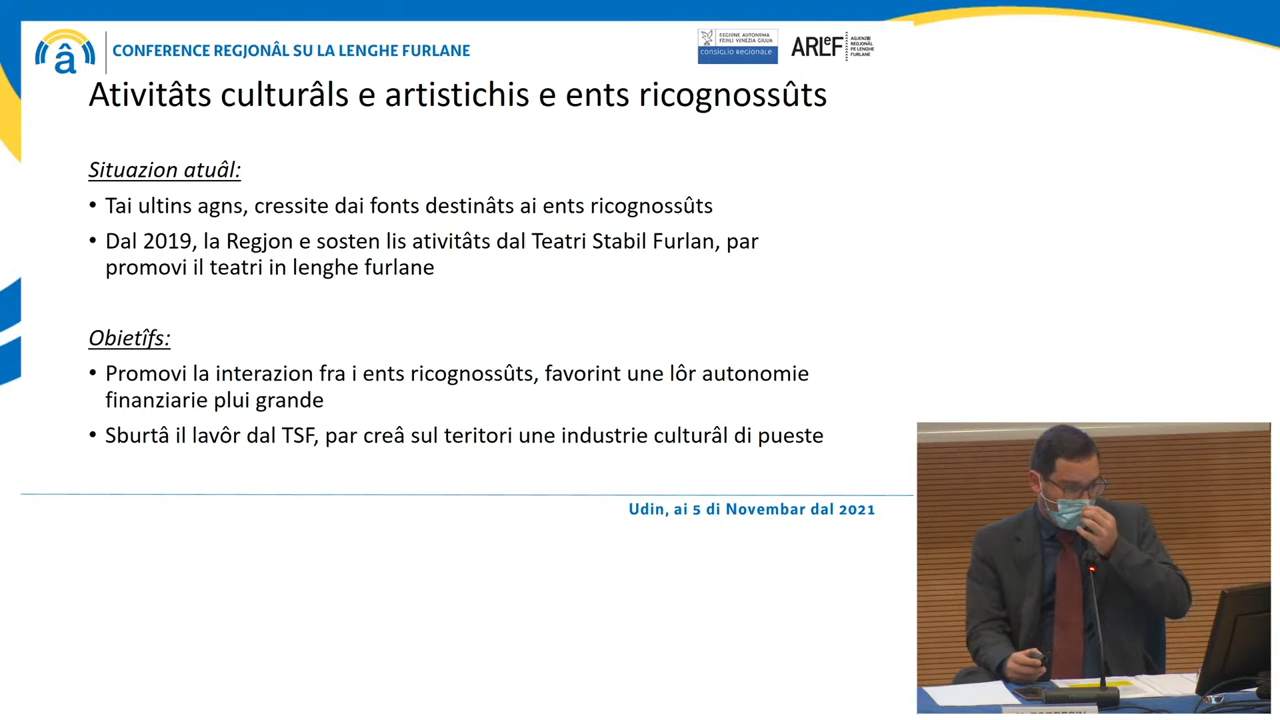 â
CONFERENCE REGJONÂL SU LA LENGHE FURLANE
REGIONE AUTONOMA
FRIULI VENEZIA GIULIA
CONSIGLIO REGIONALE
ARLeF
AGJENZIE
REGJONÂL
PE LENGHE
FURLANE
Ativitâts culturâls e artistichis e ents ricognossûts
Situazion atuâl:
• Tai ultins agns, cressite dai fonts destinâts ai ents ricognossûts
• Dal 2019, la Regjon e sosten lis ativitâts dal Teatri Stabil Furlan, par
promovi il teatri in lenghe furlane
Obietîfs:
• Promovi la interazion fra i ents ricognossûts, favorint une lôr autonomie
finanziarie plui grande
• Sburtâ il lavôr dal TSF, par creâ sul teritori une industrie culturâl di pueste
Udin, ai 5 di Novembar dal 2021